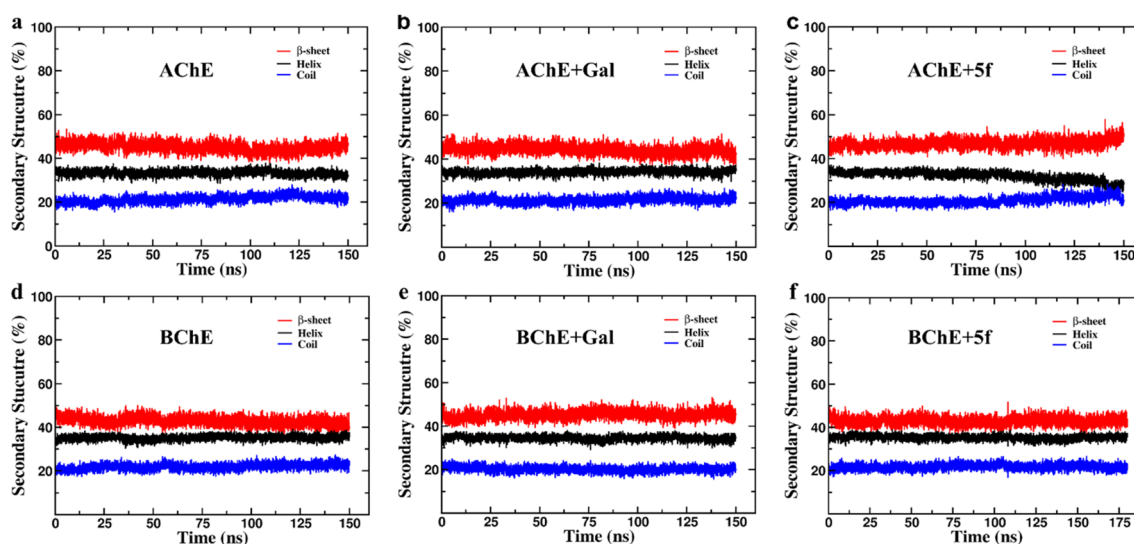 a
Secondary Strucutre (%)
100
80
60
40
20
0
AChE
β-sheet
Helix
Coil
0 25 50 75 100 125 150
Time (ns)
b
Secondary Strucutre (%)
100
80
60
40
20
AChE+Gal
β-sheet
Helix
Coil
0 25 50 75 100 125 150
Time (ns)
c
Secondary Strucutre (%)
100
80
60
40
20
0
AChE+5f
β-sheet
Helix
Coil
0 25 50 75 100 125 150
Time (ns)
d
Secondary Stucutre (%)
100
80
60
40
20
BChE
β-sheet
Helix
Coil
0 25 50 75 100 125 150
Time (ns)
e
Secondary Structure (%)
100
80
60
40
20
BChE+Gal
β-sheet
Helix
Coil
0 25 50 75 100 125 150
Time (ns)
f
Secondary Structure (%)
100
80
60
40
20
BChE+5f
β-sheet
Helix
Coil
0 25 50 75 100 125 150 175
Time (ns)